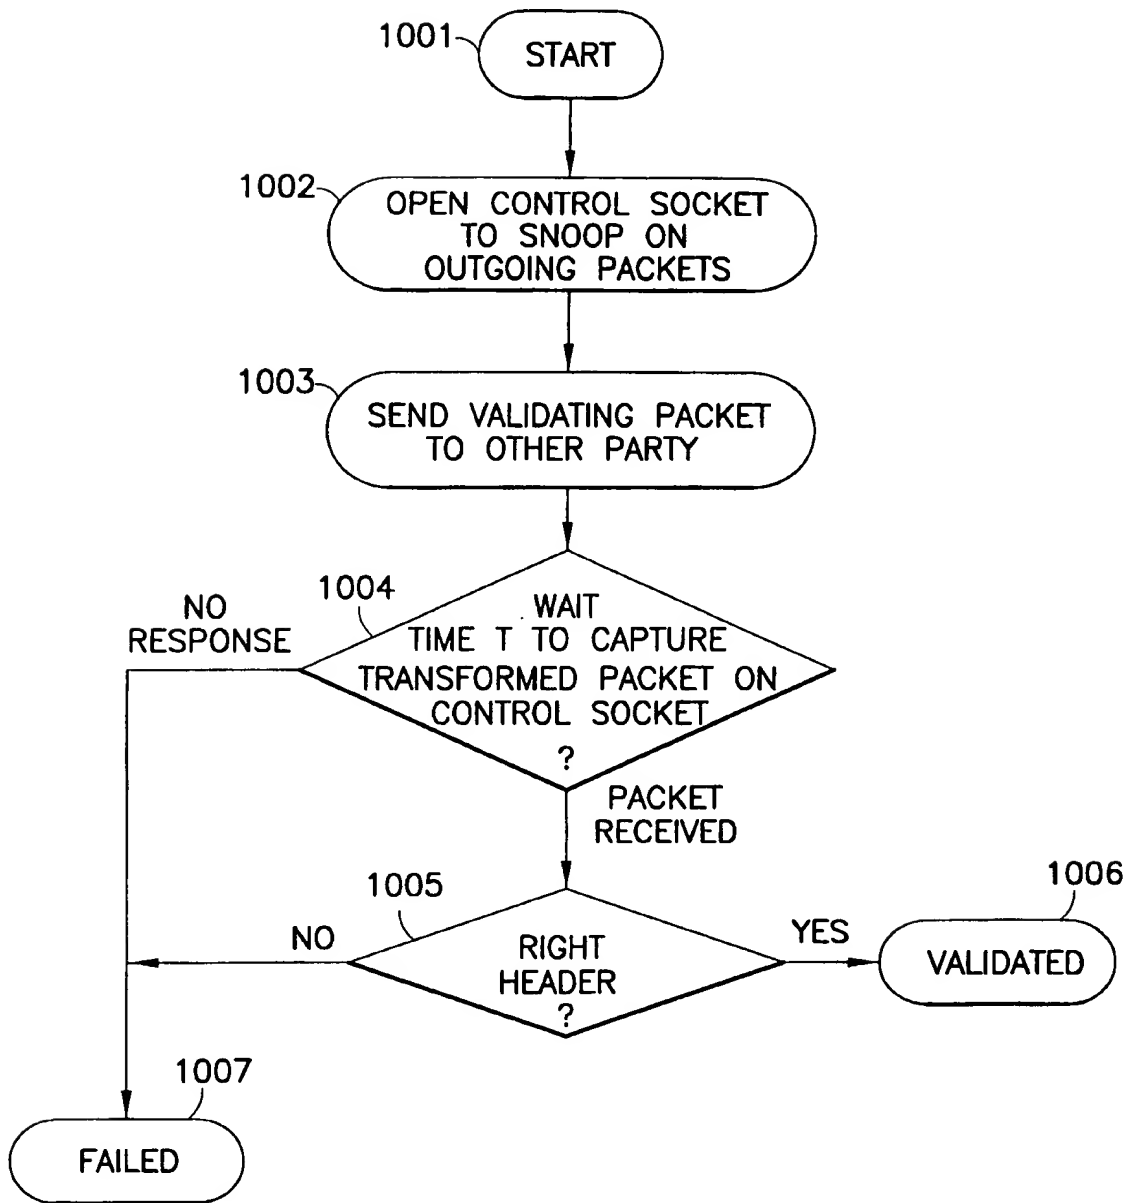 1001
START
1002
OPEN CONTROL SOCKET
TO SNOOP ON
OUTGOING PACKETS
1003
SEND VALIDATING PACKET
TO OTHER PARTY
1004
NO
RESPONSE
WAIT
TIME T TO CAPTURE
TRANSFORMED PACKET ON
CONTROL SOCKET
?
PACKET
RECEIVED
1005
NO
RIGHT
HEADER
?
YES
1006
VALIDATED
1007
FAILED